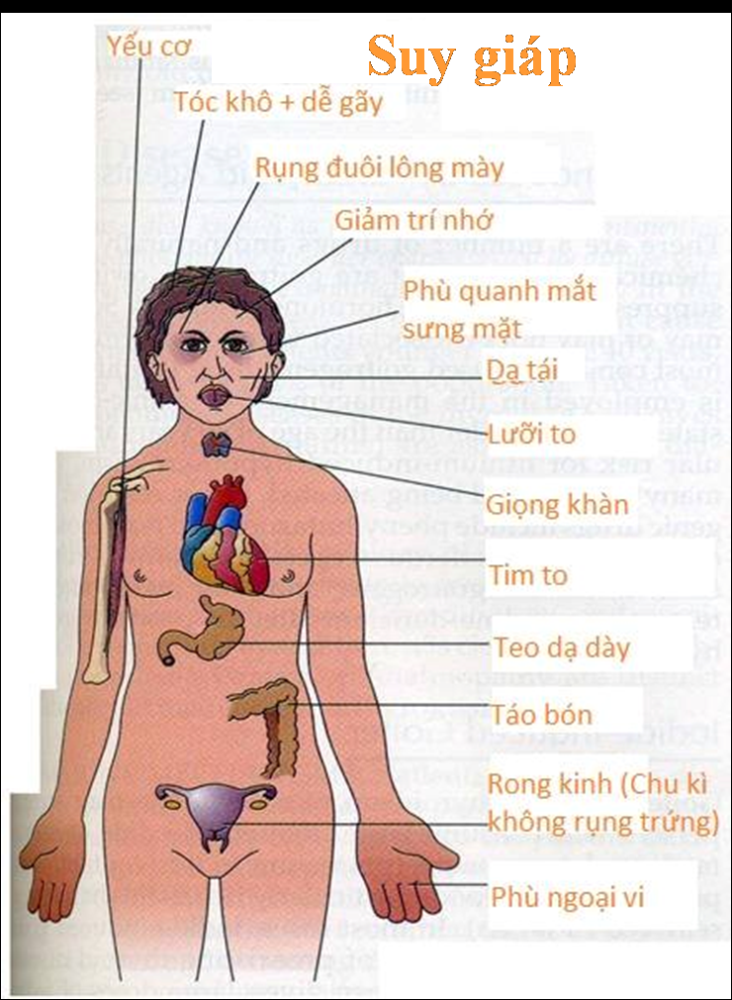 Suy giáp
Yếu cơ
Tóc khô + dễ gãy
Rụng đuôi lông mày
Giảm trí nhớ
Phù quanh mắt
sưng mặt
Da tái
Lưỡi to
Giọng khàn
Tim to
Teo dạ dày
Táo bón
Rong kinh (Chu kì
không rụng trứng)
Phù ngoại vi